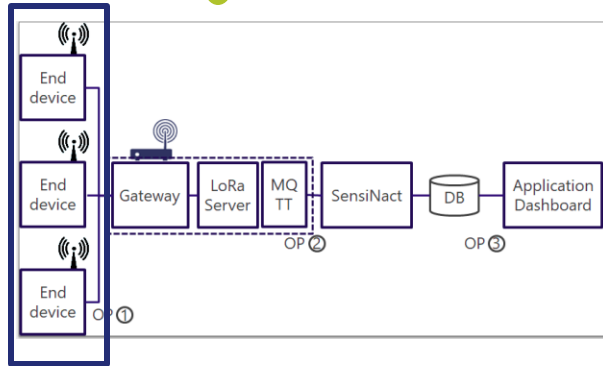 End
device
End
device
Gateway
LoRa
Server
MQ
TT
SensiNact
DB
Application
Dashboard
OP ②
OP ③
End
device
OP ①